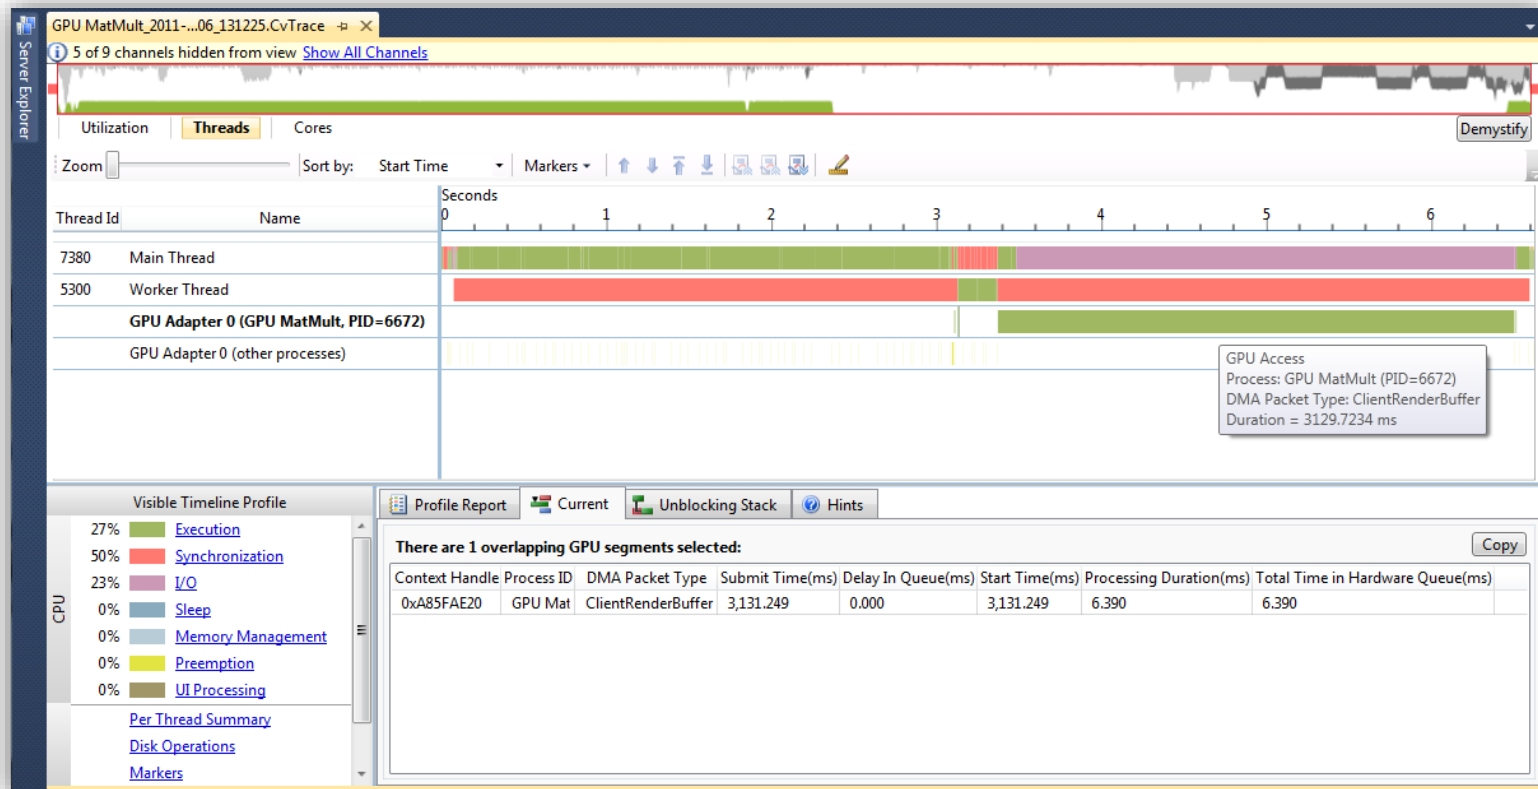 Server Explorer
GPU MatMult_2011-...06_131225.CvTrace
5 of 9 channels hidden from view Show All Channels
Utilization Threads Cores
Demystify
Zoom Sort by: Start Time Markers
Seconds
Thread Id Name 0 1 2 3 4 5 6
7380 Main Thread
5300 Worker Thread
GPU Adapter 0 (GPU MatMult, PID=6672)
GPU Adapter 0 (other processes)
GPU Access
Process: GPU MatMult (PID=6672)
DMA Packet Type: ClientRenderBuffer
Duration = 3129.7234 ms
Visible Timeline Profile
CPU
27% Execution
50% Synchronization
23% I/O
0% Sleep
0% Memory Management
0% Preemption
0% UI Processing
Per Thread Summary
Disk Operations
Markers
Profile Report Current Unblocking Stack Hints
There are 1 overlapping GPU segments selected:
Copy
Context Handle Process ID DMA Packet Type Submit Time(ms) Delay In Queue(ms) Start Time(ms) Processing Duration(ms) Total Time in Hardware Queue(ms)
0xA85FAE20 GPU Mat ClientRenderBuffer 3,131.249 0.000 3,131.249 6.390 6.390